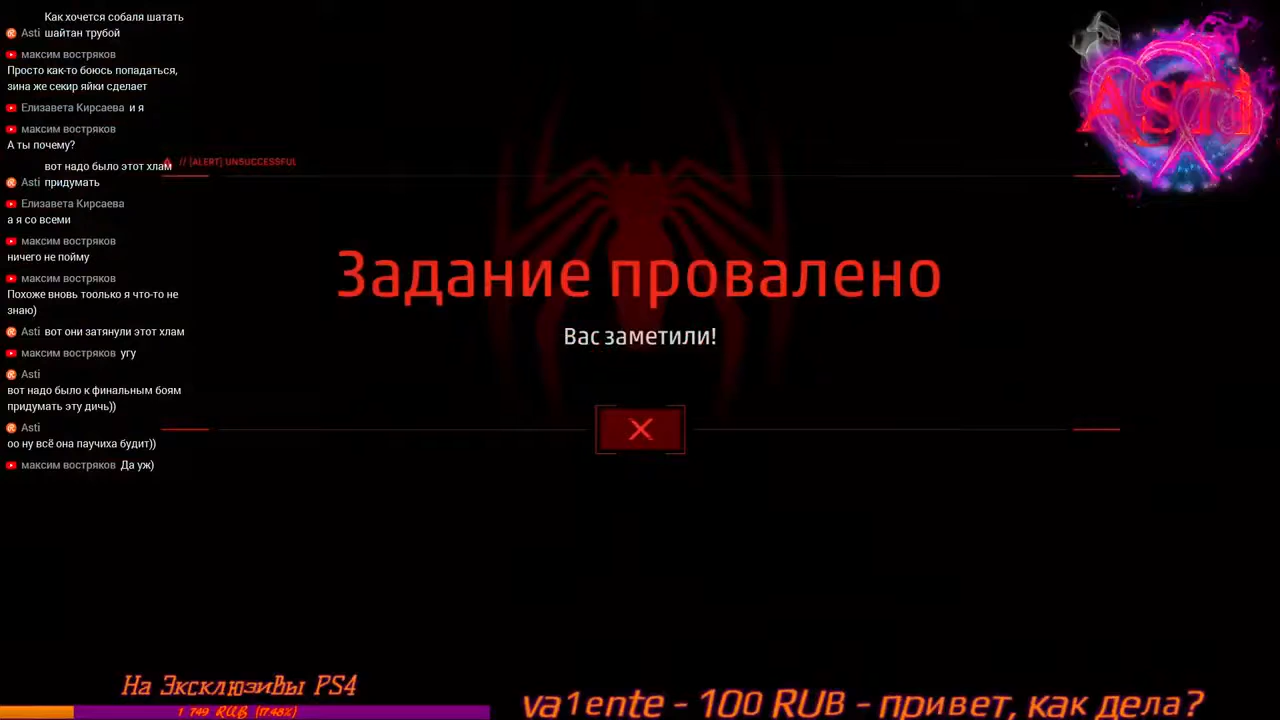 Как хочется собаля шатать
Asti шайтан трубой
максим востряков
Просто как-то боюсь попадаться,
зина же секир яйки сделает
Елизавета Кирсаева и я
максим востряков
А ты почему?
вот надо было этот хлам
Asti придумать
Елизавета Кирсаева
а я со всеми
максим востряков
ничего не пойму
максим востряков
Похоже вновь тоолько я что-то не
знаю)
Asti вот они затянули этот хлам
максим востряков угу
Asti
вот надо было к финальным боям
придумать эту дичь))
Asti
оо ну всё она паучиха будит))
максим востряков Да уж)
// [ALERT] UNSUCCESSFUL
Задание провалено
Вас заметили!
Asti
На Эксклюзивы PS4
1 749 RUB (17.48%)
va1ente - 100 RUB - привет, как дела?